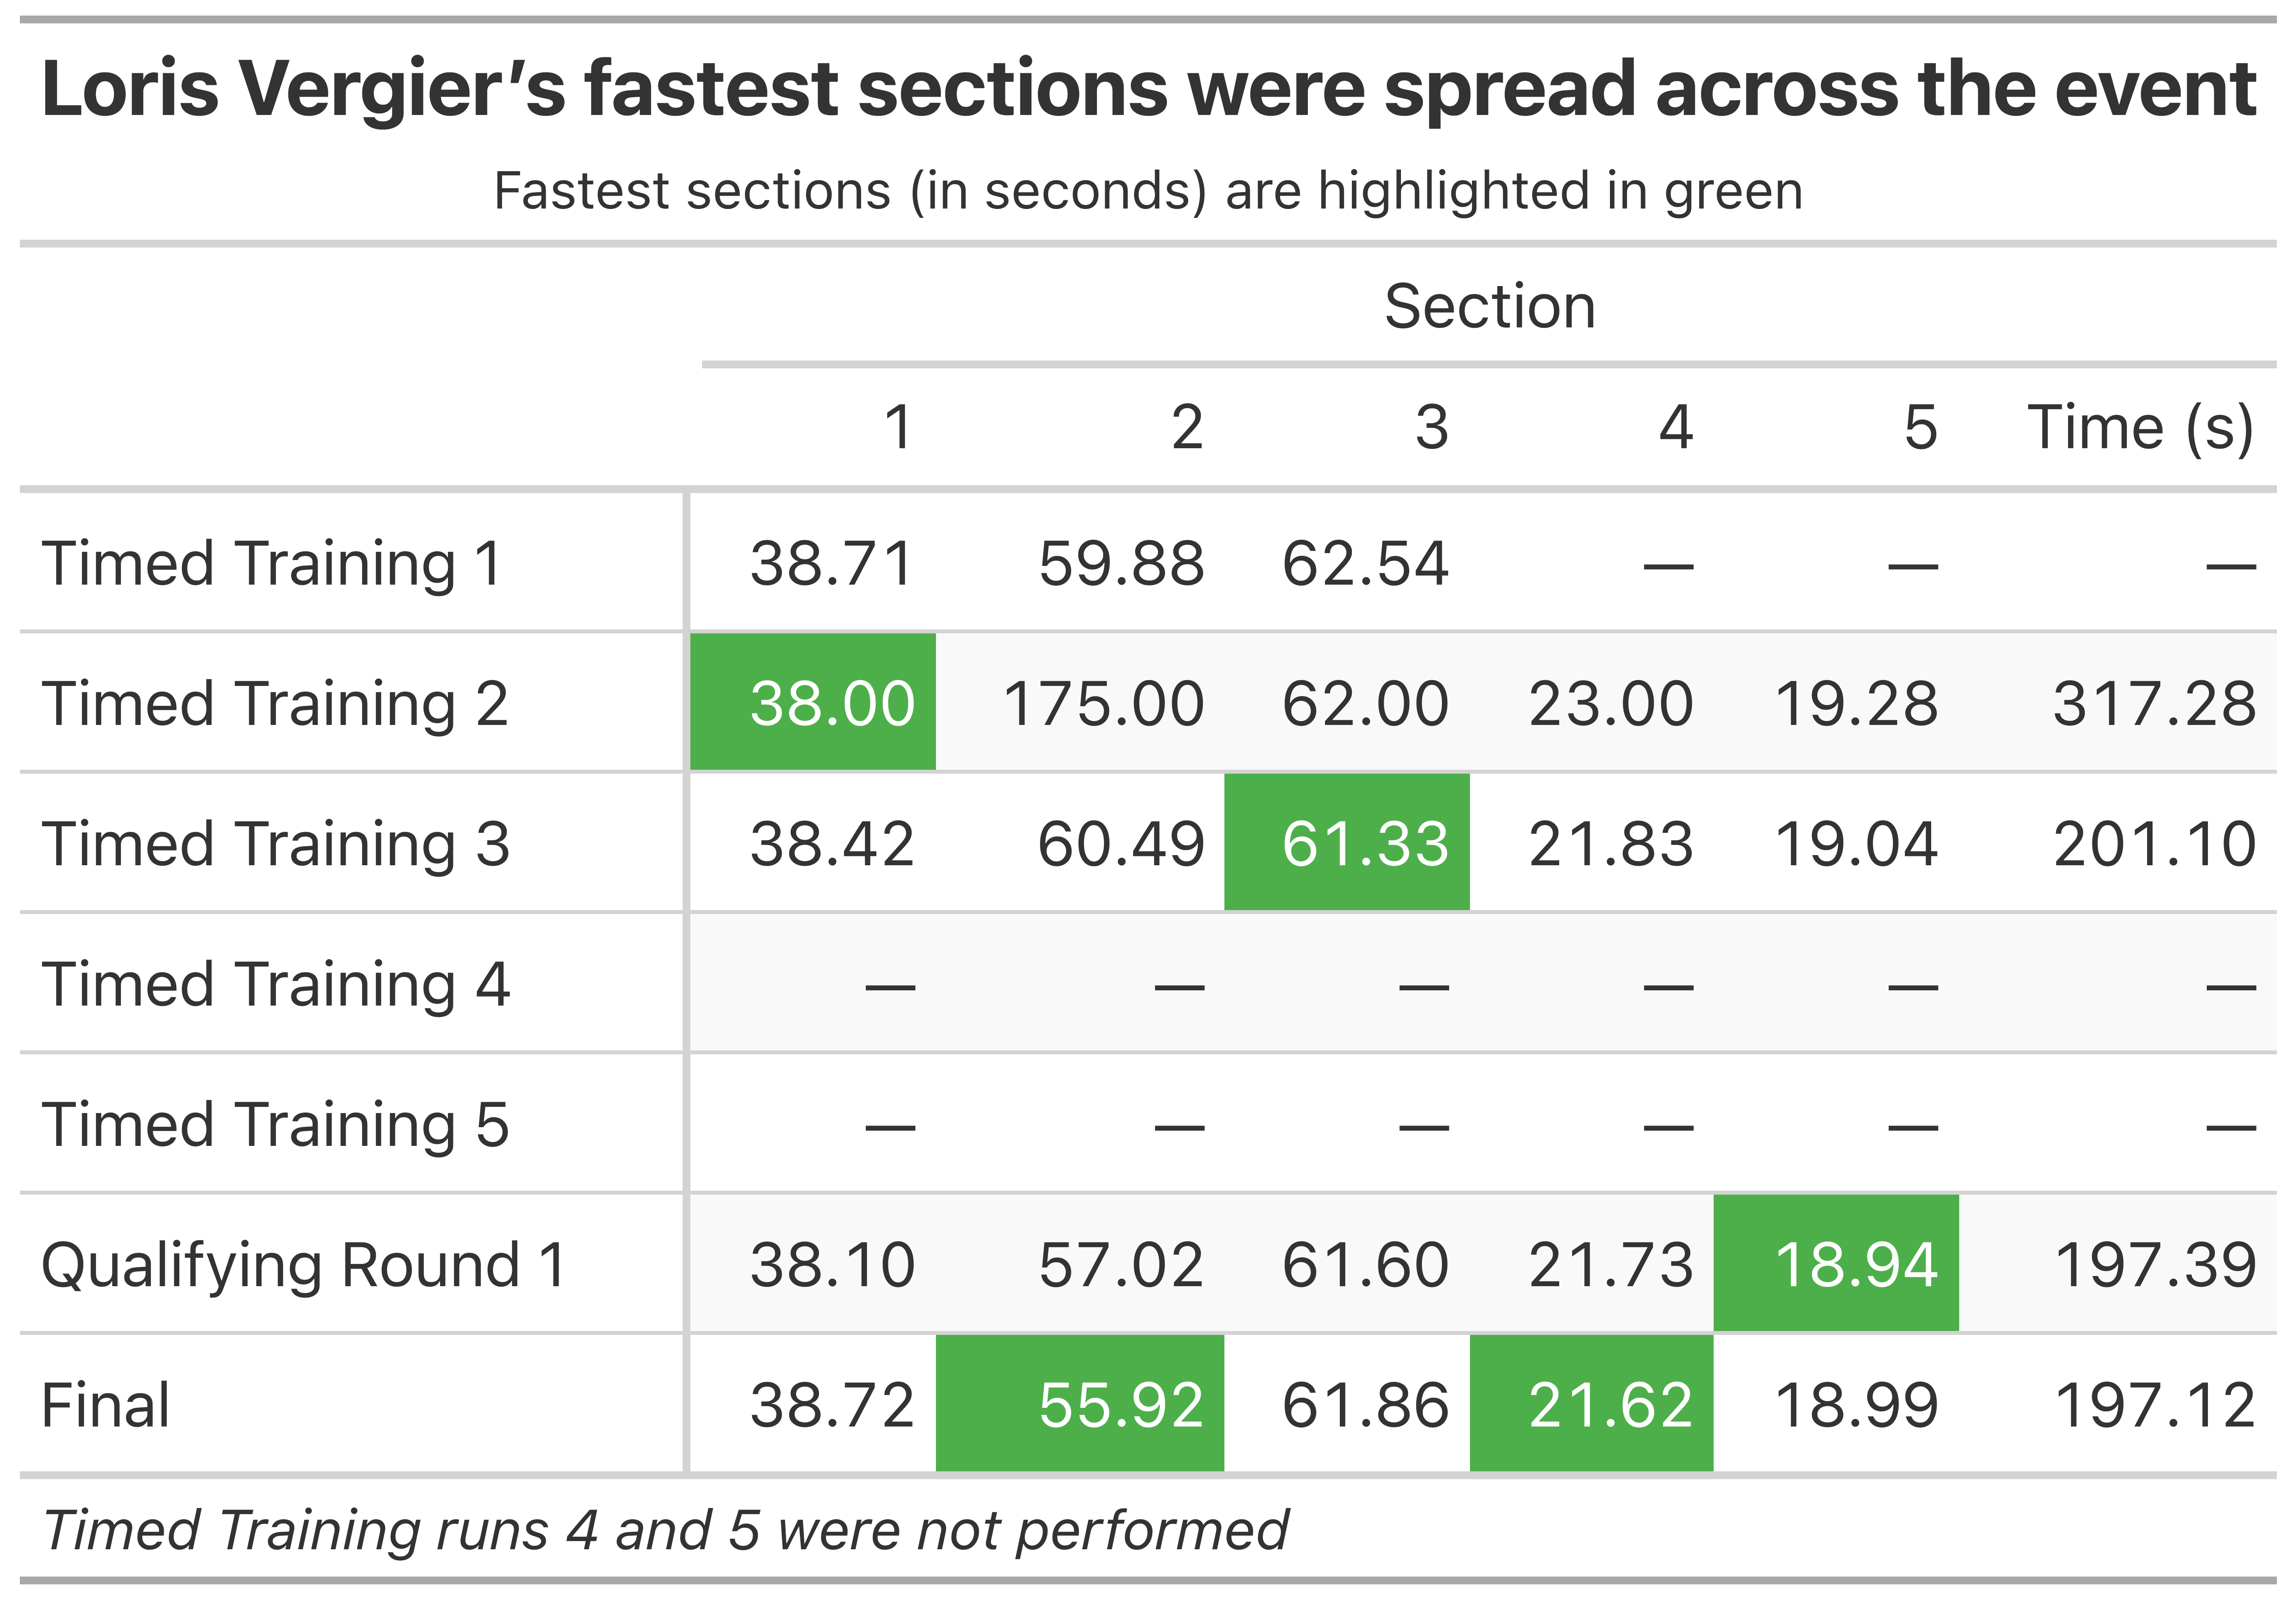 Loris Vergier’s fastest sections were spread across the event
Fastest sections (in seconds) are highlighted in green
Section
1 2 3 4 5 Time (s)
Timed Training 1 38.71 59.88 62.54 — — —
Timed Training 2 38.00 175.00 62.00 23.00 19.28 317.28
Timed Training 3 38.42 60.49 61.33 21.83 19.04 201.10
Timed Training 4 — — — — — —
Timed Training 5 — — — — — —
Qualifying Round 1 38.10 57.02 61.60 21.73 18.94 197.39
Final 38.72 55.92 61.86 21.62 18.99 197.12
Timed Training runs 4 and 5 were not performed